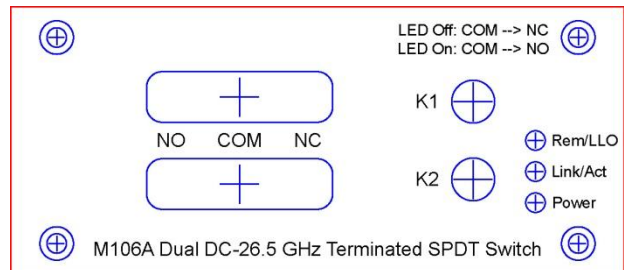 LED Off: COM --> NC
LED On: COM --> NO
K1
NO COM NC
Rem/LLO
Link/Act
K2
Power
M106A Dual DC-26.5 GHz Terminated SPDT Switch